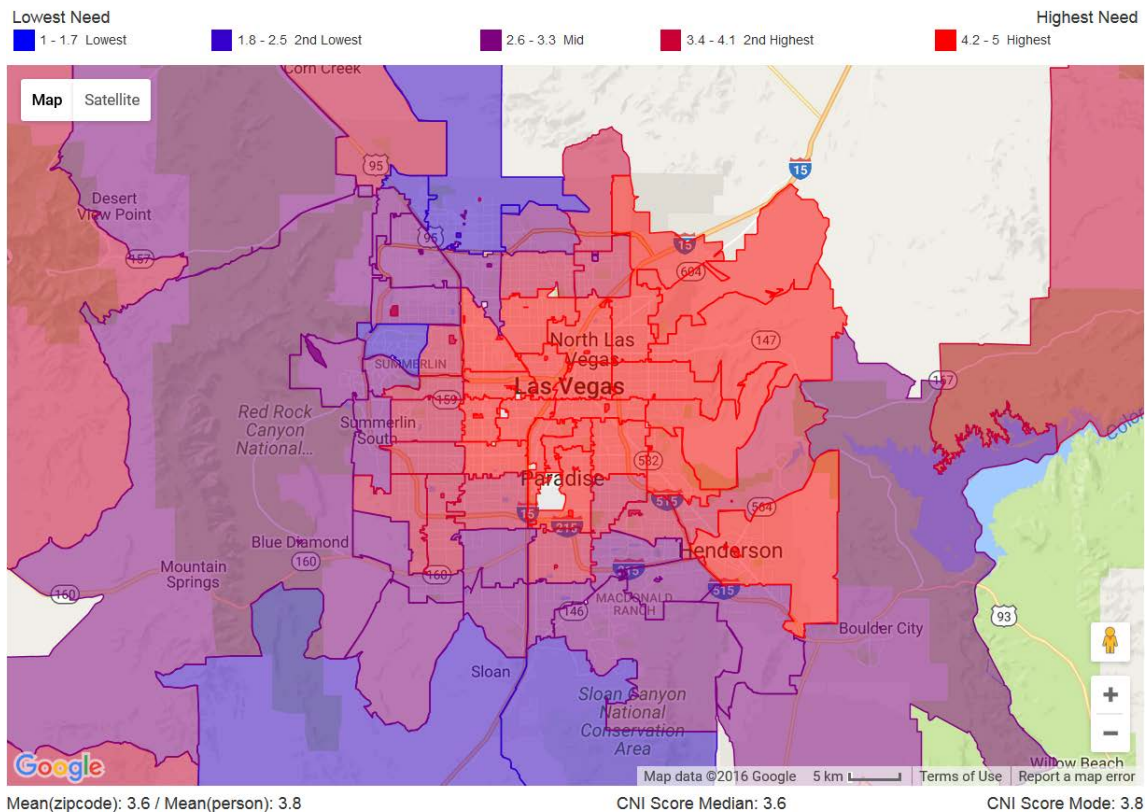 Lowest Need
Highest Need
1 - 1.7 Lowest
1.8 - 2.5 2nd Lowest
2.6 - 3.3 Mid
3.4 - 4.1 2nd Highest
4.2 - 5 Highest
Corn Creek
Map
Satellite
95
15
Desert
View Point
95
15
157
604
North Las
Vegas
147
SUMMERLIN
Las Vegas
167
159
Red Rock
Canyon
National...
Summerlin
South
Colo
582
Paradise
515
15
564
215
Blue Diamond
Henderson
160
Mountain
Springs
160
215
515
160
MACDONALD
RANCH
146
93
Boulder City
Sloan
Sloan Canyon
National
Conservation
Area
+
−
Willow Beach
Google
Map data ©2016 Google
5 km
Terms of Use
Report a map error
Mean(zipcode): 3.6 / Mean(person): 3.8
CNI Score Median: 3.6
CNI Score Mode: 3.8